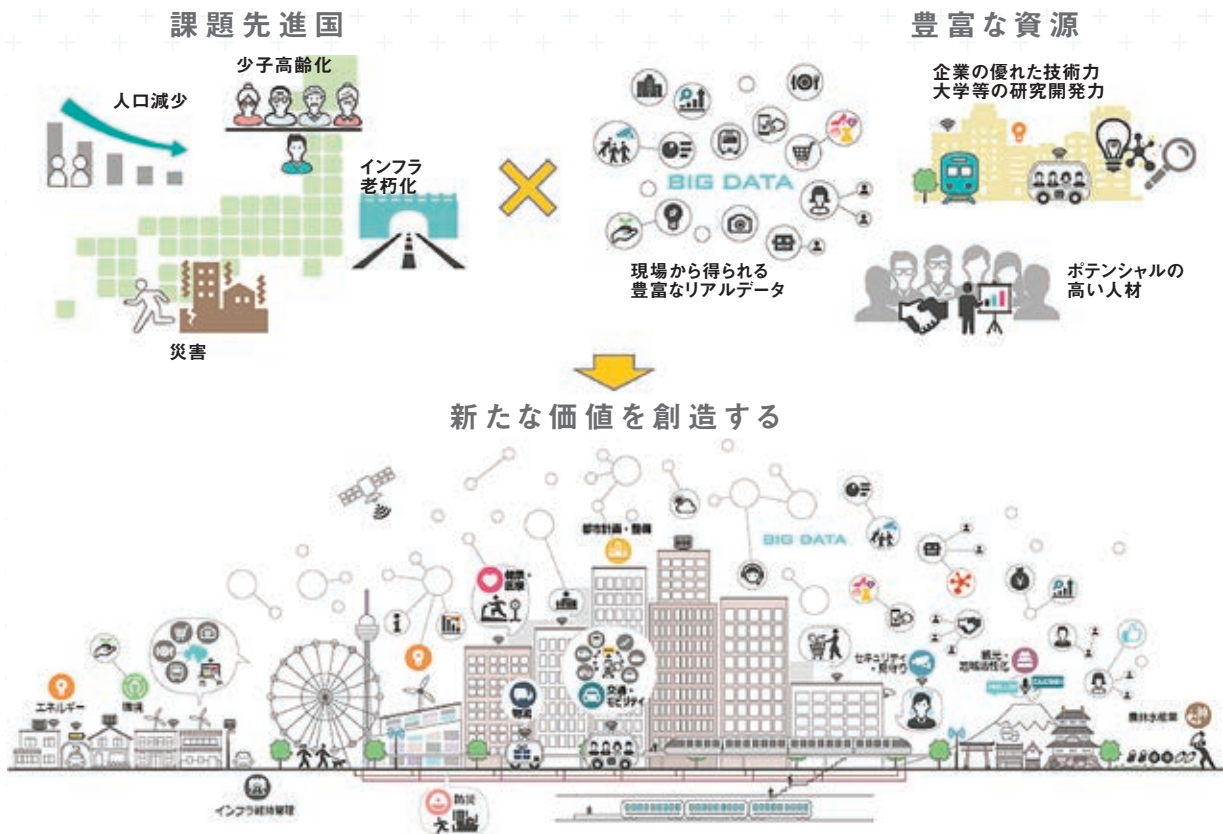 課題先進国
豊富な資源
少子高齢化
人口減少
インフラ
老朽化
災害
BIG DATA
現場から得られる
豊富なリアルデータ
企業の優れた技術力
大学等の研究開発力
ポテンシャルの
高い人材
新たな価値を創造する
都市計画・整備
BIG DATA
健康・
医療
セキュリティ
・見守り
観光・
地域活性化
交通・
モビリティ
物流
エネルギー
環境
農林水産業
インフラ維持管理
防災